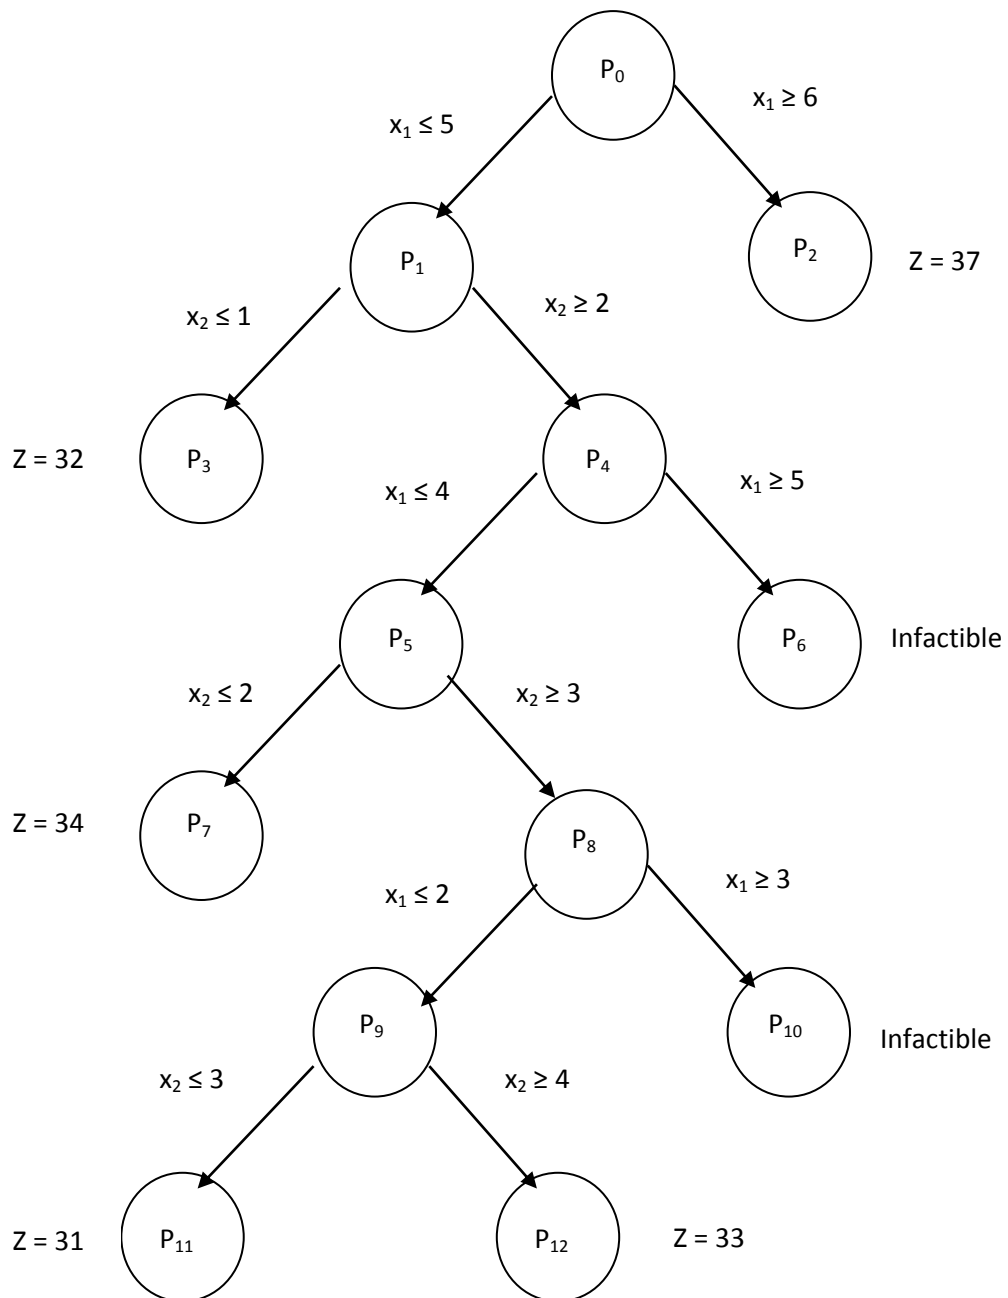 P₀
x₁ ≥ 6
x₁ ≤ 5
P₁
P₂
Z = 37
x₂ ≤ 1
x₂ ≥ 2
Z = 32
P₃
P₄
x₁ ≤ 4
x₁ ≥ 5
P₅
P₆
Infactible
x₂ ≤ 2
x₂ ≥ 3
Z = 34
P₇
P₈
x₁ ≤ 2
x₁ ≥ 3
P₉
P₁₀
Infactible
x₂ ≤ 3
x₂ ≥ 4
Z = 31
P₁₁
P₁₂
Z = 33